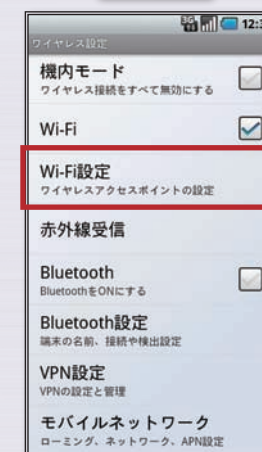 3G
12:3
ワイヤレス設定
機内モード
ワイヤレス接続をすべて無効にする
Wi-Fi
Wi-Fi設定
ワイヤレスアクセスポイントの設定
赤外線受信
Bluetooth
BluetoothをONにする
Bluetooth設定
端末の名前、接続や検出設定
VPN設定
VPNの設定と管理
モバイルネットワーク
ローミング、ネットワーク、APN設定